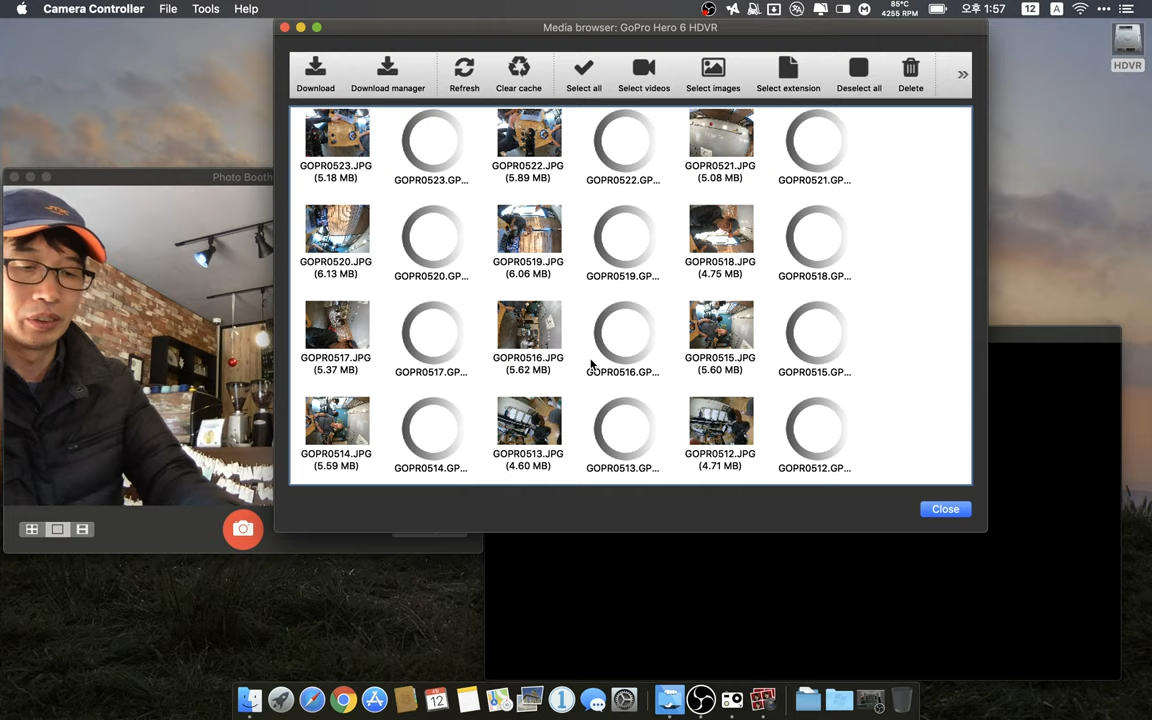 Camera Controller File Tools Help 85°C 4255 RPM 오후 1:57 12 A
Media browser: GoPro Hero 6 HDVR
HDVR
Download Download manager Refresh Clear cache Select all Select videos Select images Select extension Deselect all Delete »
Photo Booth
GOPR0523.JPG (5.18 MB) GOPR0523.GP... GOPR0522.JPG (5.89 MB) GOPR0522.GP... GOPR0521.JPG (5.08 MB) GOPR0521.GP...
GOPR0520.JPG (6.13 MB) GOPR0520.GP... GOPR0519.JPG (6.06 MB) GOPR0519.GP... GOPR0518.JPG (4.75 MB) GOPR0518.GP...
GOPR0517.JPG (5.37 MB) GOPR0517.GP... GOPR0516.JPG (5.62 MB) GOPR0516.GP... GOPR0515.JPG (5.60 MB) GOPR0515.GP...
GOPR0514.JPG (5.59 MB) GOPR0514.GP... GOPR0513.JPG (4.60 MB) GOPR0513.GP... GOPR0512.JPG (4.71 MB) GOPR0512.GP...
Close
12